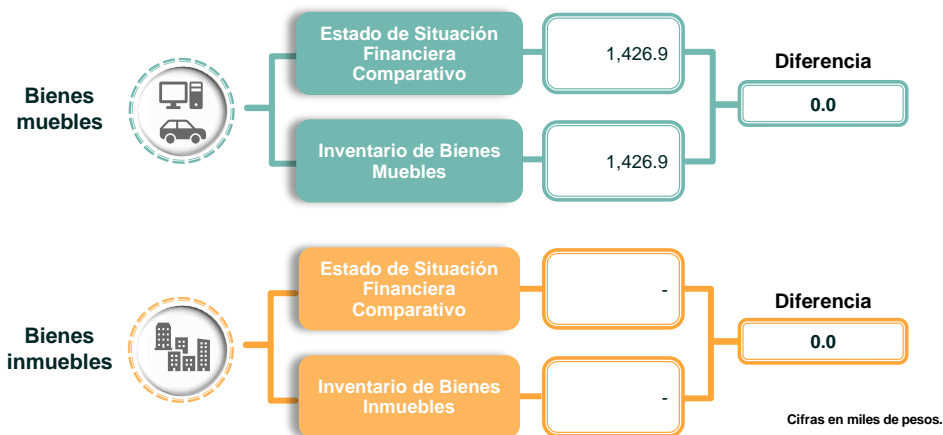 Bienes
muebles
Estado de Situación
Financiera
Comparativo
1,426.9
Inventario de Bienes
Muebles
1,426.9
Diferencia
0.0
Bienes
inmuebles
Estado de Situación
Financiera
Comparativo
-
Inventario de Bienes
Inmuebles
-
Diferencia
0.0
Cifras en miles de pesos.